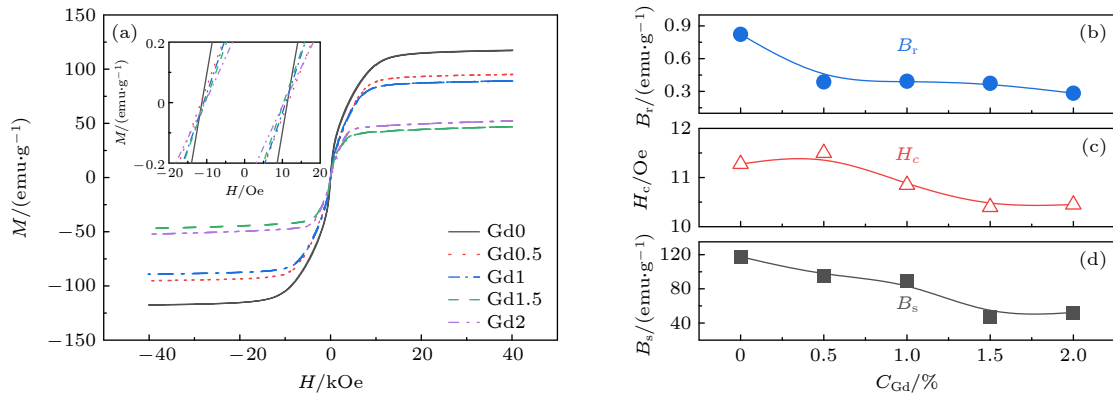 (a)
M/(emu·g⁻¹)
150
100
50
0
−50
−100
−150
−40
−20
0
20
40
H/kOe
M/(emu·g⁻¹)
0.2
0
−0.2
−20
−10
0
10
20
H/Oe
Gd0
Gd0.5
Gd1
Gd1.5
Gd2
(b)
Bᵣ/(emu·g⁻¹)
0.9
0.6
0.3
Bᵣ
(c)
H_c/Oe
12
11
10
H_c
(d)
Bₛ/(emu·g⁻¹)
120
80
40
Bₛ
0
0.5
1.0
1.5
2.0
C_Gd/%